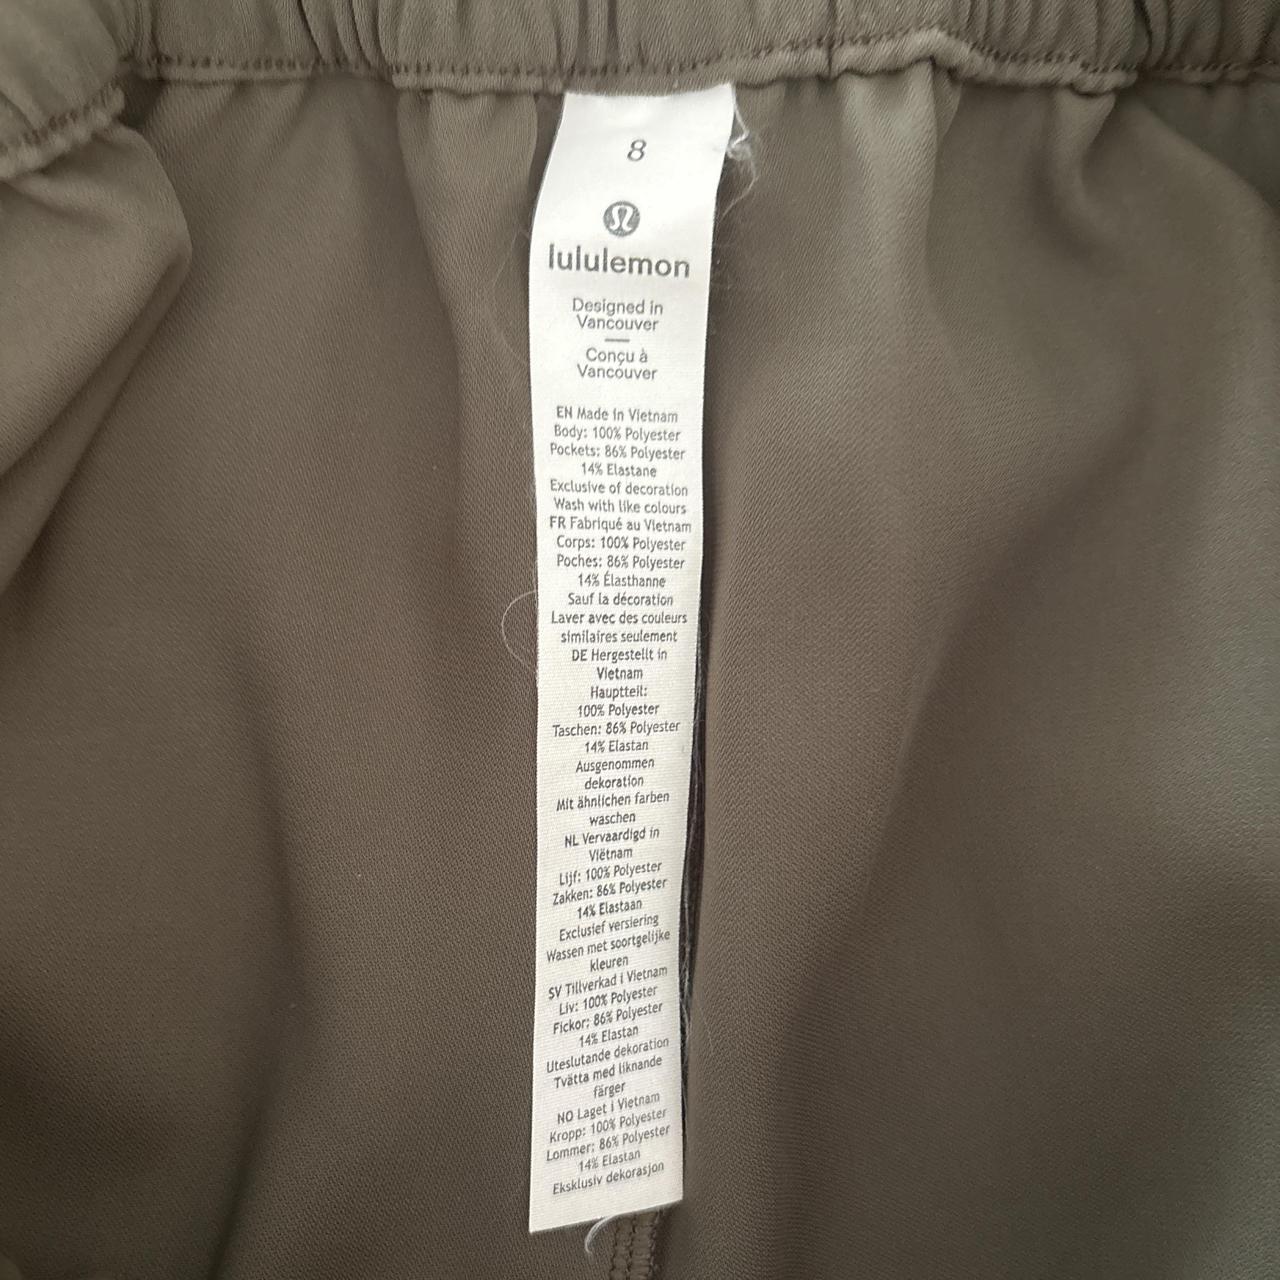 8
lululemon
Designed in
Vancouver
Conçu à
Vancouver
EN Made in Vietnam
Body: 100% Polyester
Pockets: 86% Polyester
14% Elastane
Exclusive of decoration
Wash with like colours
FR Fabriqué au Vietnam
Corps: 100% Polyester
Poches: 86% Polyester
14% Élasthanne
Sauf la décoration
Laver avec des couleurs
similaires seulement
DE Hergestellt in
Vietnam
Hauptteil:
100% Polyester
Taschen: 86% Polyester
14% Elastan
Ausgenommen
dekoration
Mit ähnlichen farben
waschen
NL Vervaardigd in
Viëtnam
Lijf: 100% Polyester
Zakken: 86% Polyester
14% Elastaan
Exclusief versiering
Wassen met soortgelijke
kleuren
SV Tillverkad i Vietnam
Liv: 100% Polyester
Fickor: 86% Polyester
14% Elastan
Uteslutande dekoration
Tvätta med liknande
färger
NO Laget i Vietnam
Kropp: 100% Polyester
Lommer: 86% Polyester
14% Elastan
Eksklusiv dekorasjon